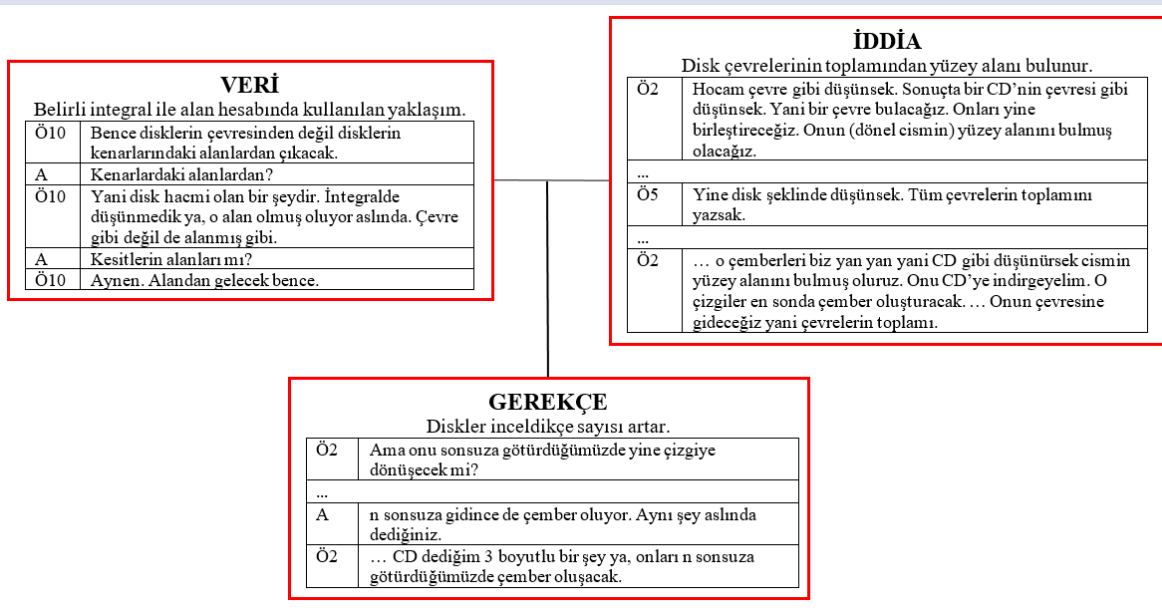 VERİ
Belirli integral ile alan hesabında kullanılan yaklaşım.
Ö10 Bence disklerin çevresinden değil disklerin
kenarlarındaki alanlardan çıkacak.
A Kenarlardaki alanlardan?
Ö10 Yani disk hacmi olan bir şeydir. İntegralde
düşünmedik ya, o alan olmuş oluyor aslında. Çevre
gibi değil de alanmış gibi.
A Kesitlerin alanları mı?
Ö10 Aynen. Alandan gelecek bence.
İDDİA
Disk çevrelerinin toplamından yüzey alanı bulunur.
Ö2 Hocam çevre gibi düşünsek. Sonuçta bir CD’nin çevresi gibi
düşünsek. Yani bir çevre bulacağız. Onları yine
birleştireceğiz. Onun (dönel cismin) yüzey alanını bulmuş
olacağız.
...
Ö5 Yine disk şeklinde düşünsek. Tüm çevrelerin toplamını
yazsak.
...
Ö2 … o çemberleri biz yan yan yani CD gibi düşünürsek cismin
yüzey alanını bulmuş oluruz. Onu CD’ye indirgeyelim. O
çizgiler en sonda çember oluşturacak. … Onun çevresine
gideceğiz yani çevrelerin toplamı.
GEREKÇE
Diskler inceldikçe sayısı artar.
Ö2 Ama onu sonsuza götürdüğümüzde yine çizgiye
dönüşecek mi?
...
A n sonsuza gidince de çember oluyor. Aynı şey aslında
dediğiniz.
Ö2 … CD dediğim 3 boyutlu bir şey ya, onları n sonsuza
götürdüğümüzde çember oluşacak.